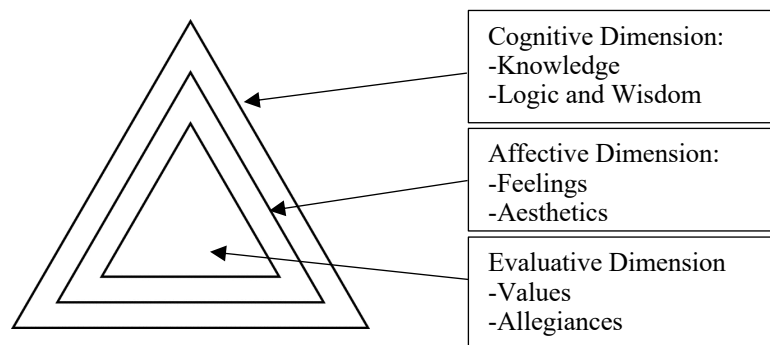 Cognitive Dimension:
-Knowledge
-Logic and Wisdom
Affective Dimension:
-Feelings
-Aesthetics
Evaluative Dimension
-Values
-Allegiances